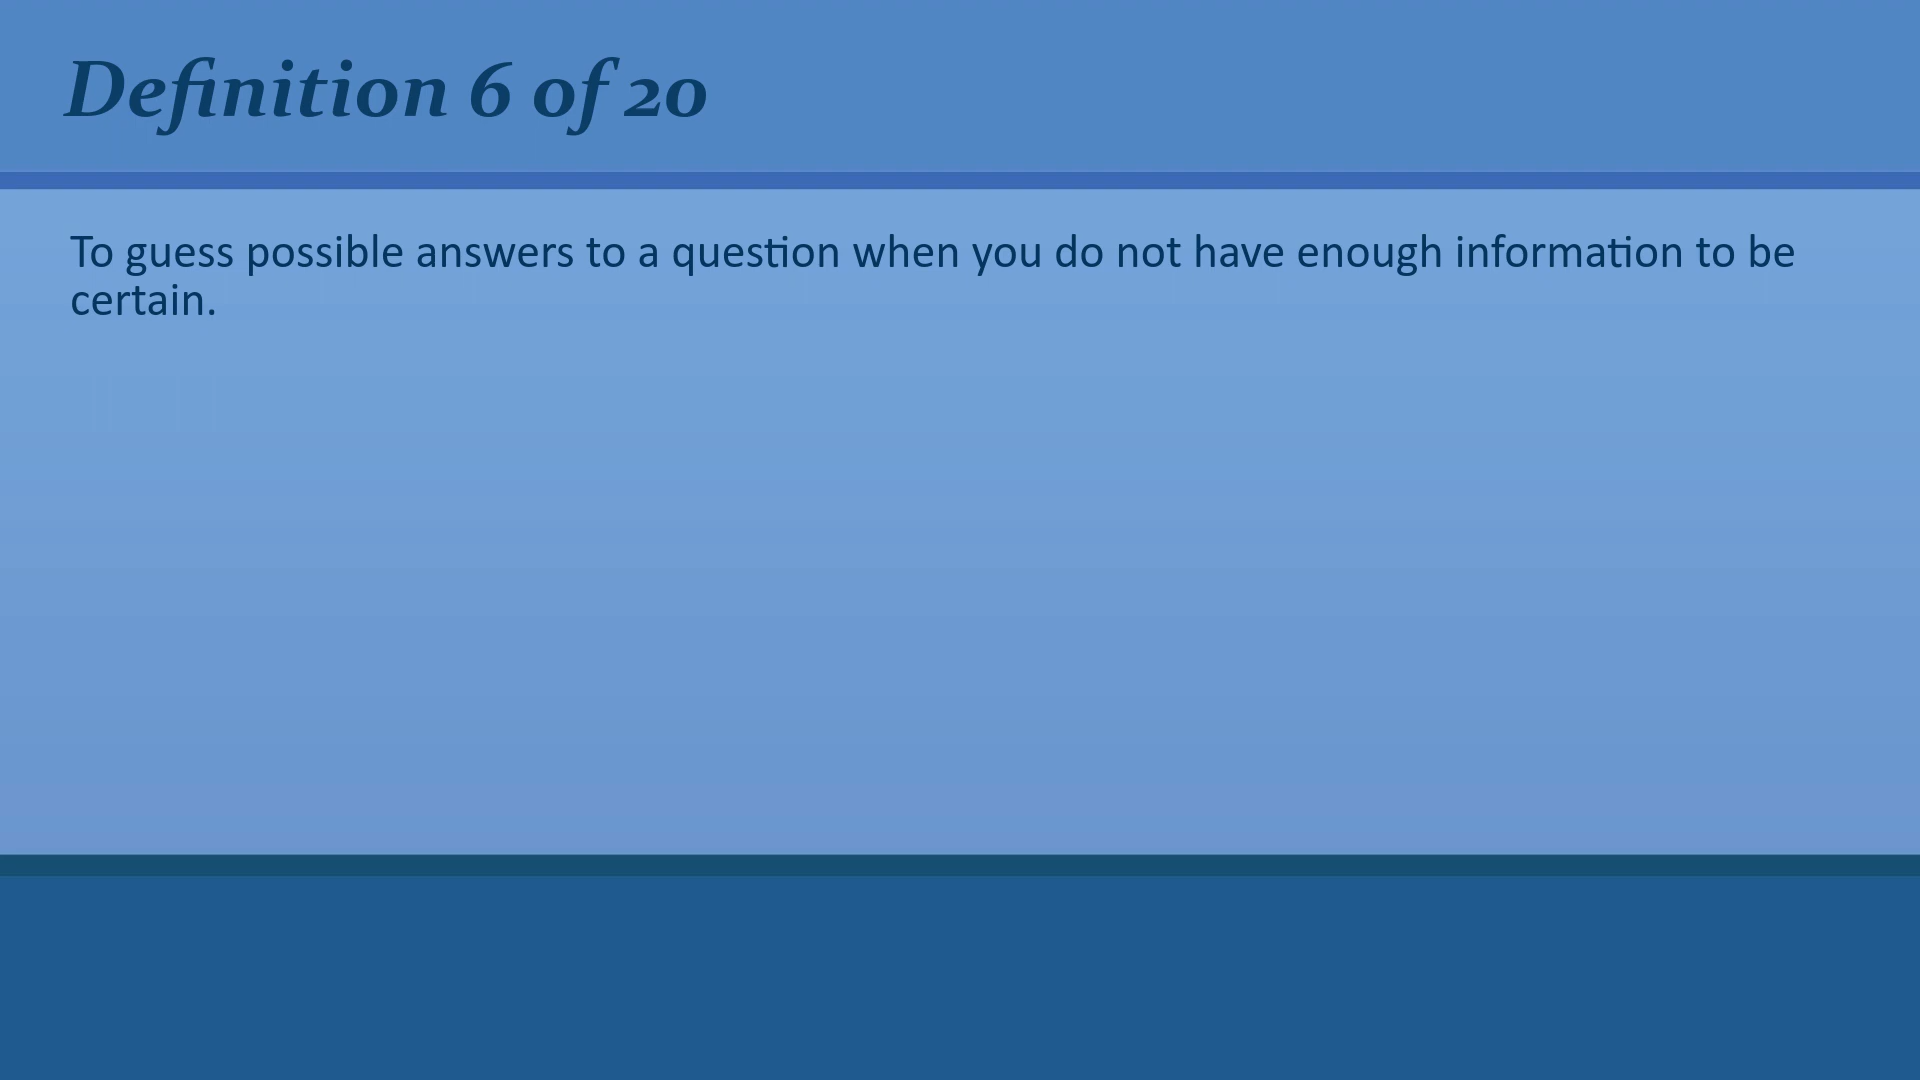 Definition 6 of 20
To guess possible answers to a question when you do not have enough information to be
certain.